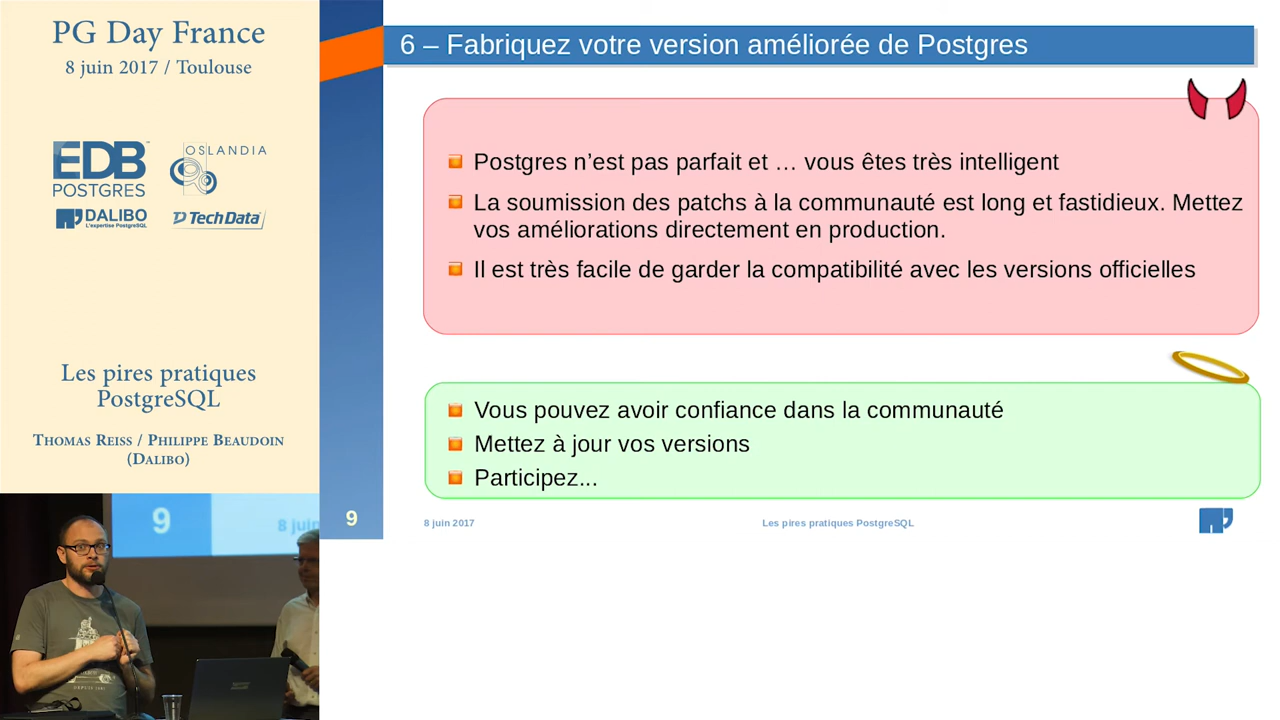 PG Day France
8 juin 2017 / Toulouse
EDB
POSTGRES
OSLANDIA
DALIBO
L'expertise PostgreSQL
TechData
Les pires pratiques
PostgreSQL
Thomas Reiss / Philippe Beaudoin
(Dalibo)
6 – Fabriquez votre version améliorée de Postgres
Postgres n'est pas parfait et … vous êtes très intelligent
La soumission des patchs à la communauté est long et fastidieux. Mettez
vos améliorations directement en production.
Il est très facile de garder la compatibilité avec les versions officielles
Vous pouvez avoir confiance dans la communauté
Mettez à jour vos versions
Participez...
9
8 juin 2017
Les pires pratiques PostgreSQL
9
8 juin